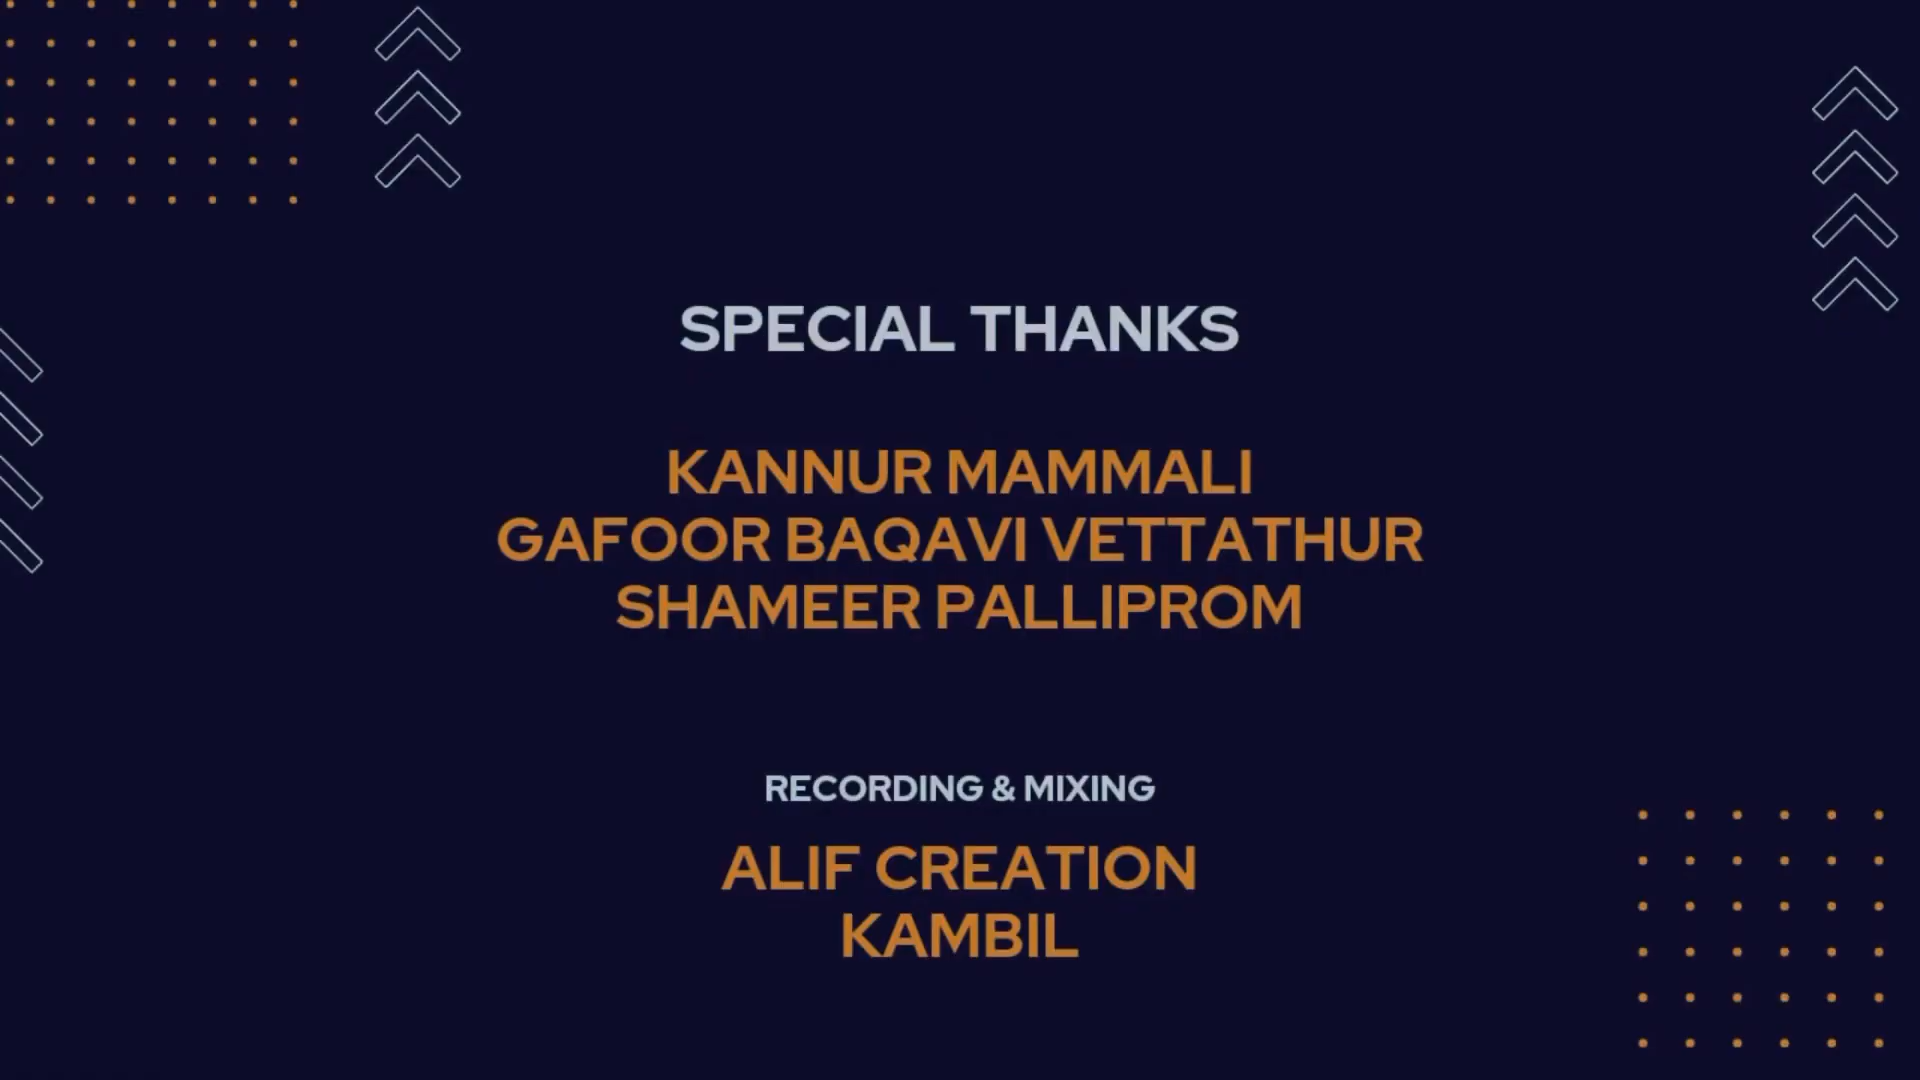 SPECIAL THANKS
KANNUR MAMMALI
GAFOOR BAQAVI VETTATHUR
SHAMEER PALLIPROM
RECORDING & MIXING
ALIF CREATION
KAMBIL